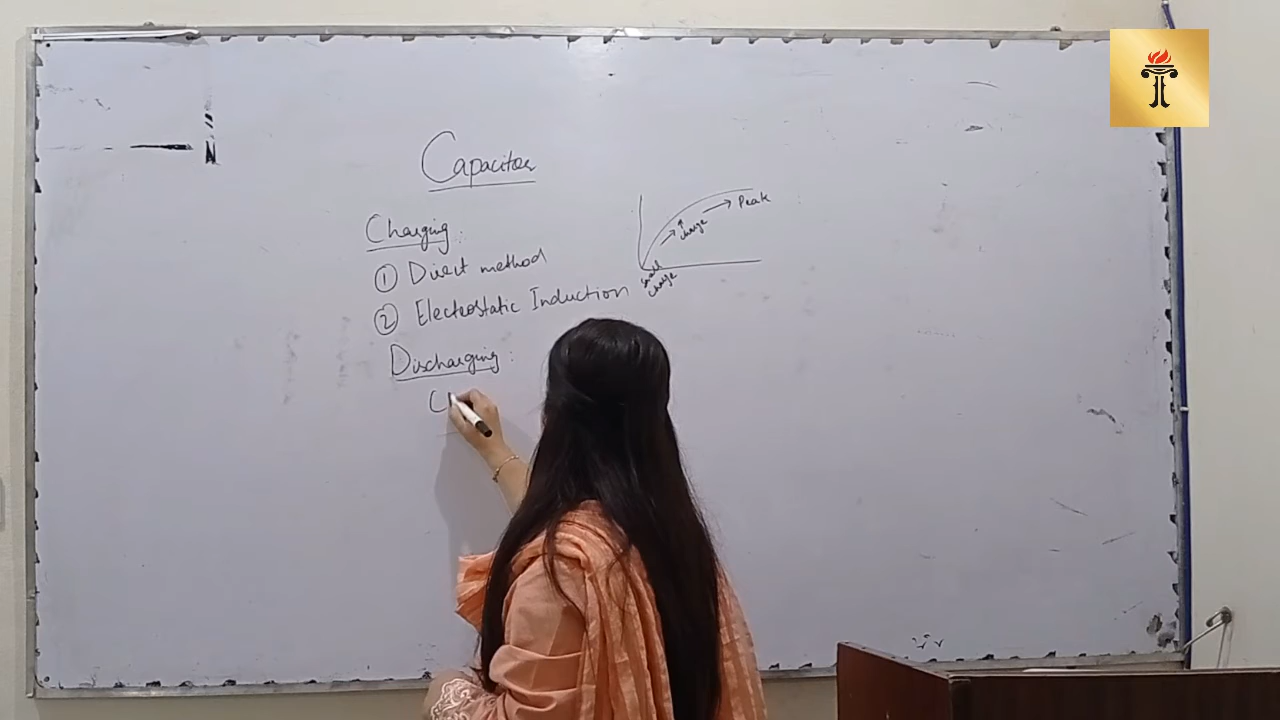 Capacitor
Charging:
① Direct method
② Electrostatic Induction
Discharging:
C
small charge
↑ charge
Peak